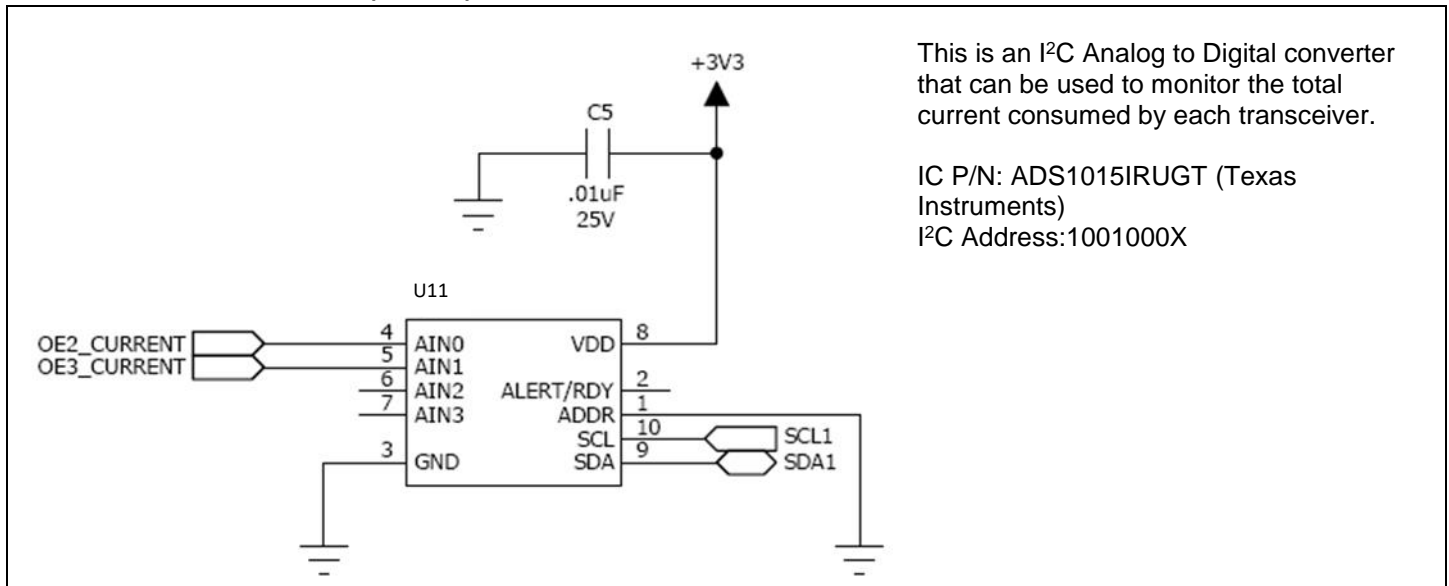 +3V3
C5
.01uF
25V
U11
OE2_CURRENT
OE3_CURRENT
4 AIN0
5 AIN1
6 AIN2
7 AIN3
3 GND
VDD 8
ALERT/RDY 2
ADDR 1
SCL 10
SDA 9
SCL1
SDA1
This is an I²C Analog to Digital converter
that can be used to monitor the total
current consumed by each transceiver.
IC P/N: ADS1015IRUGT (Texas
Instruments)
I²C Address:1001000X